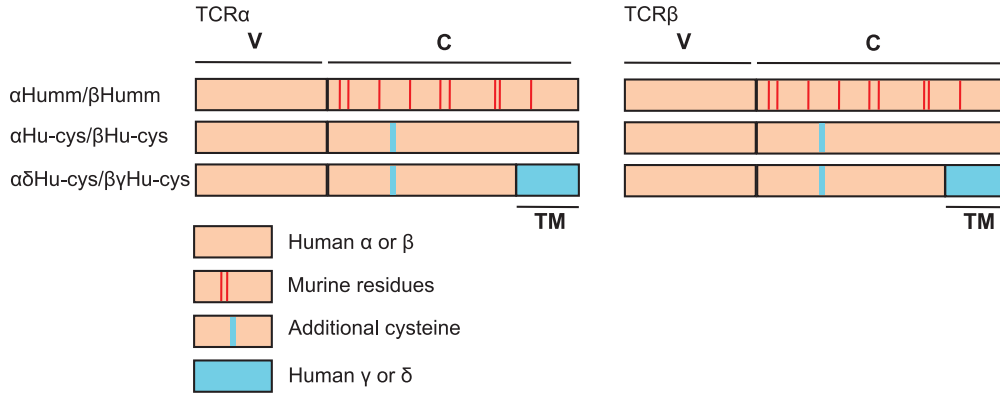 TCRα TCRβ
V C V C
αHumm/βHumm
αHu-cys/βHu-cys
αδHu-cys/βγHu-cys
TM TM
Human α or β
Murine residues
Additional cysteine
Human γ or δ